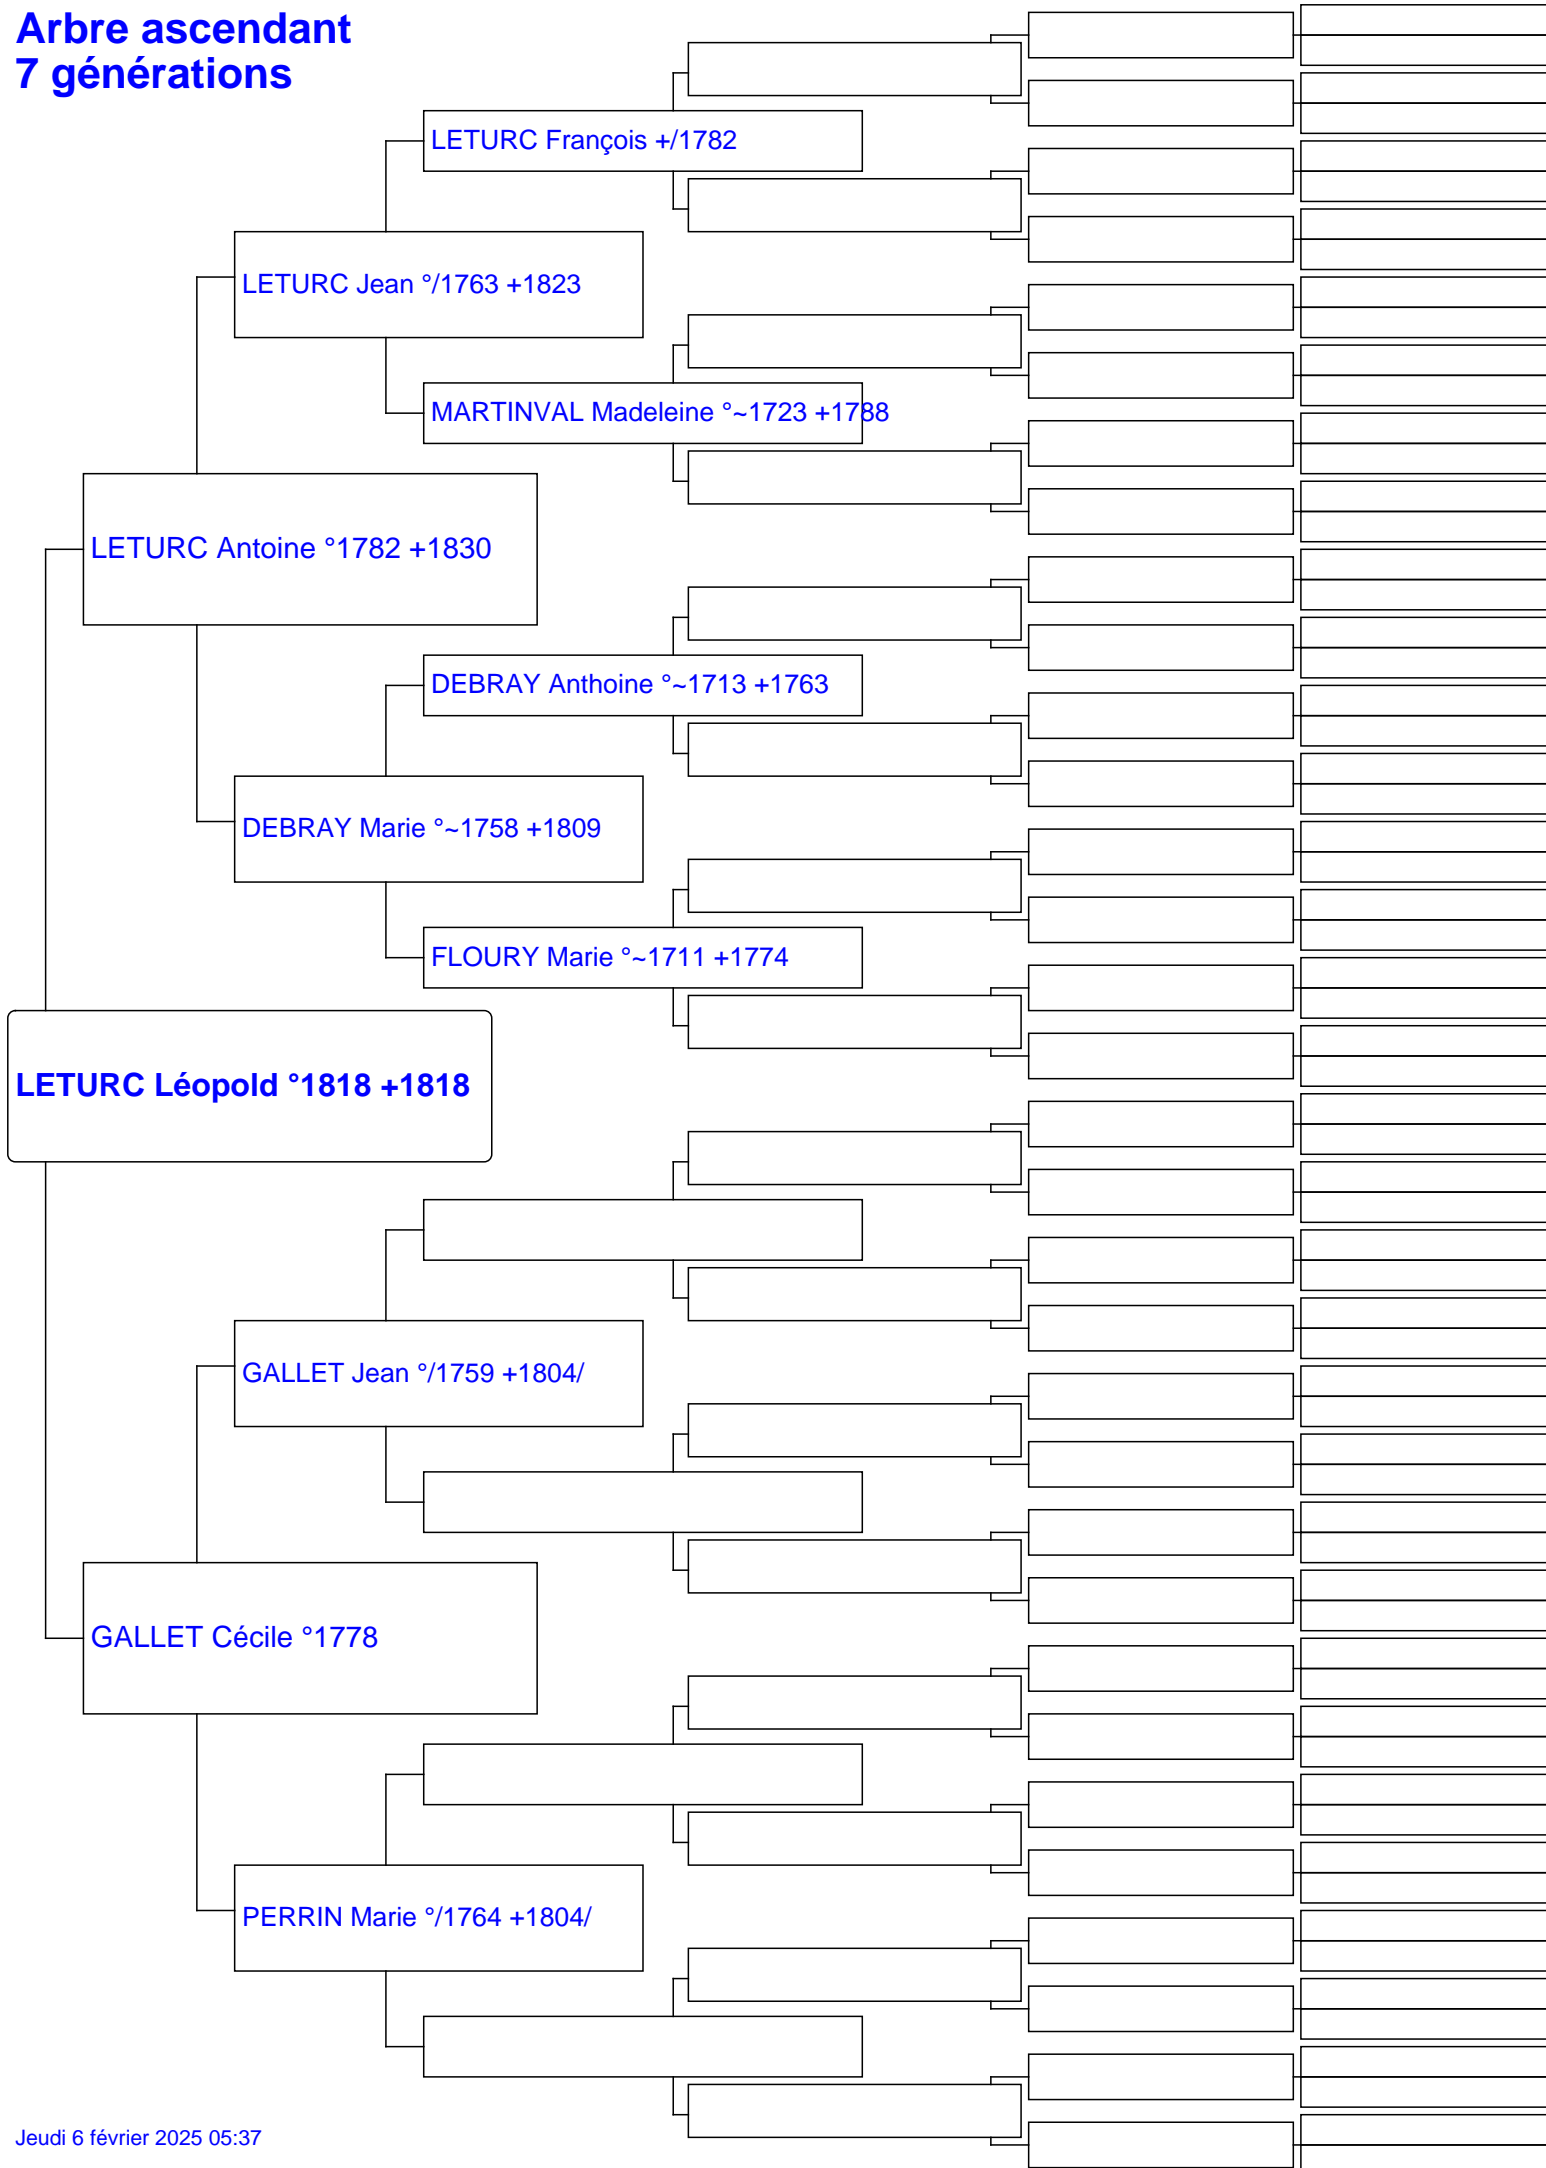 Arbre ascendant
7 générations
LETURC François +/1782
LETURC Jean °/1763 +1823
MARTINVAL Madeleine °~1723 +1788
LETURC Antoine °1782 +1830
DEBRAY Anthoine °~1713 +1763
DEBRAY Marie °~1758 +1809
FLOURY Marie °~1711 +1774
LETURC Léopold °1818 +1818
GALLET Jean °/1759 +1804/
GALLET Cécile °1778
PERRIN Marie °/1764 +1804/
Jeudi 6 février 2025 05:37